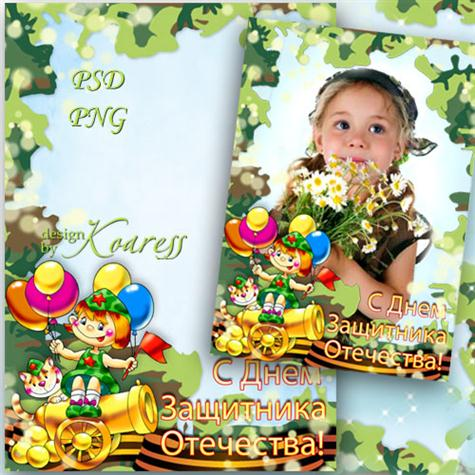 PSD
PNG
design
by Koaress
С Днем
Защитника
Отечества!
С Днем
Защитника
Отечества!